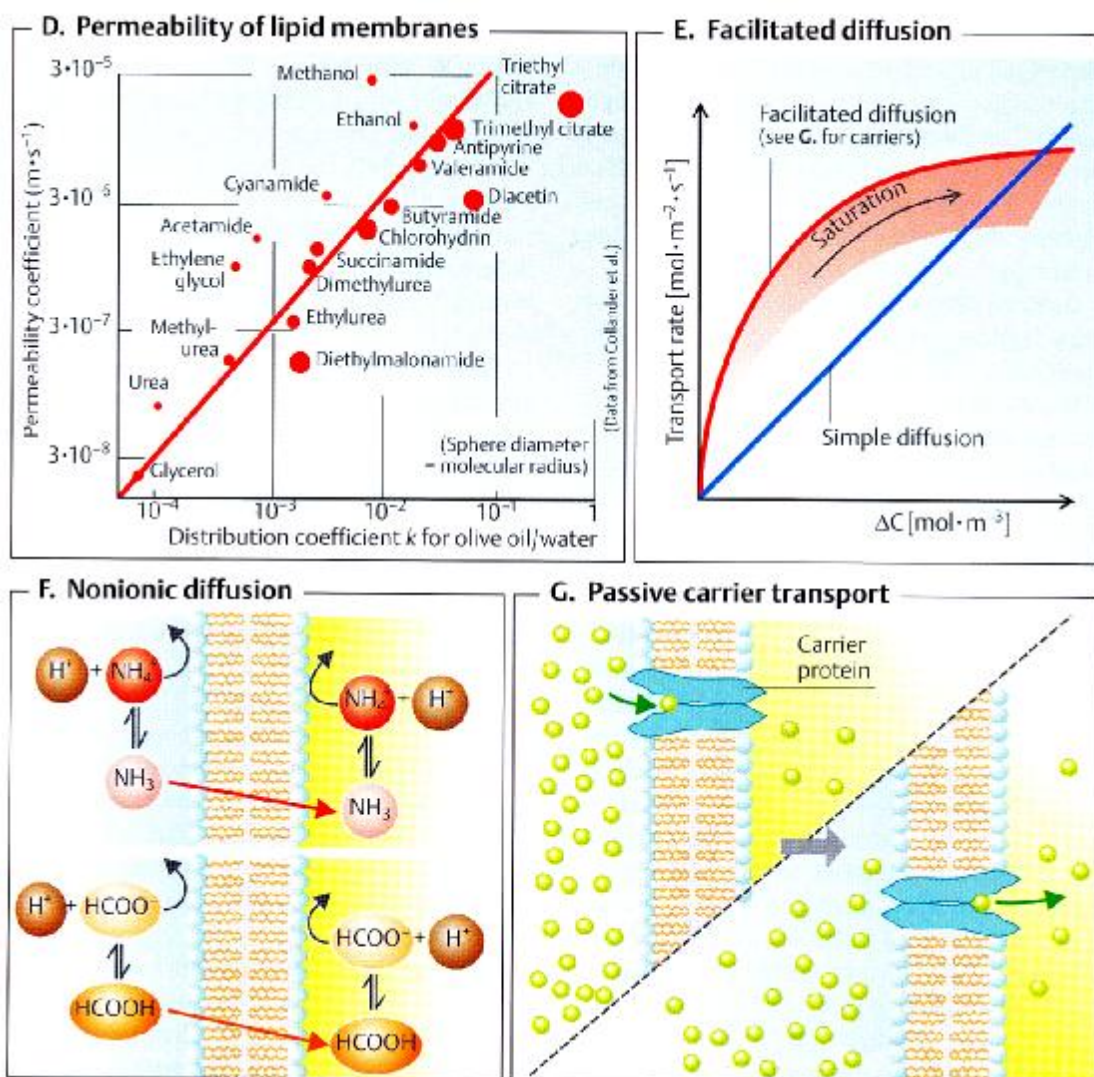 D. Permeability of lipid membranes
3·10⁻⁵
3·10⁻⁶
3·10⁻⁷
3·10⁻⁸
Permeability coefficient (m·s⁻¹)
Methanol
Triethyl
citrate
Ethanol
Trimethyl citrate
Antipyrine
Valeramide
Cyanamide
Diacetin
Butyramide
Acetamide
Chlorohydrin
Ethylene
glycol
Succinamide
Dimethylurea
Ethylurea
Methyl-
urea
Diethylmalonamide
Urea
Glycerol
(Sphere diameter
= molecular radius)
(Data from Collander et al.)
10⁻⁴
10⁻³
10⁻²
10⁻¹
1
Distribution coefficient k for olive oil/water
E. Facilitated diffusion
Facilitated diffusion
(see G. for carriers)
Saturation
Simple diffusion
Transport rate [mol·m⁻²·s⁻¹]
ΔC [mol·m⁻³]
F. Nonionic diffusion
H⁺ + NH₄⁺
NH₄⁺ + H⁺
NH₃
NH₃
H⁺ + HCOO⁻
HCOO⁻ + H⁺
HCOOH
HCOOH
G. Passive carrier transport
Carrier
protein